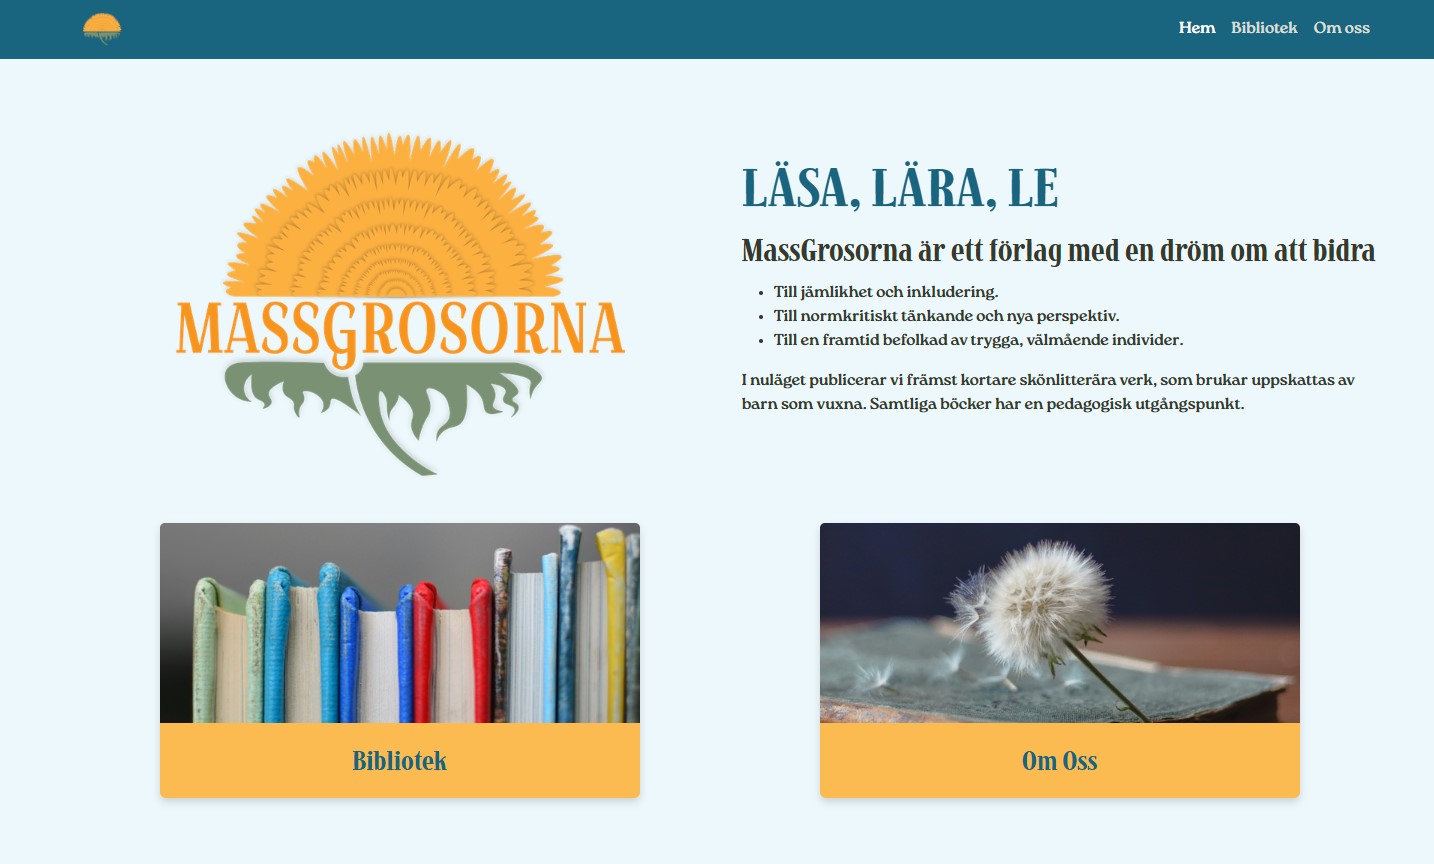 Hem Bibliotek Om oss
MASSGROSORNA
LÄSA, LÄRA, LE
MassGrosorna är ett förlag med en dröm om att bidra
• Till jämlikhet och inkludering.
• Till normkritiskt tänkande och nya perspektiv.
• Till en framtid befolkad av trygga, välmående individer.
I nuläget publicerar vi främst kortare skönlitterära verk, som brukar uppskattas av
barn som vuxna. Samtliga böcker har en pedagogisk utgångspunkt.
Bibliotek
Om Oss